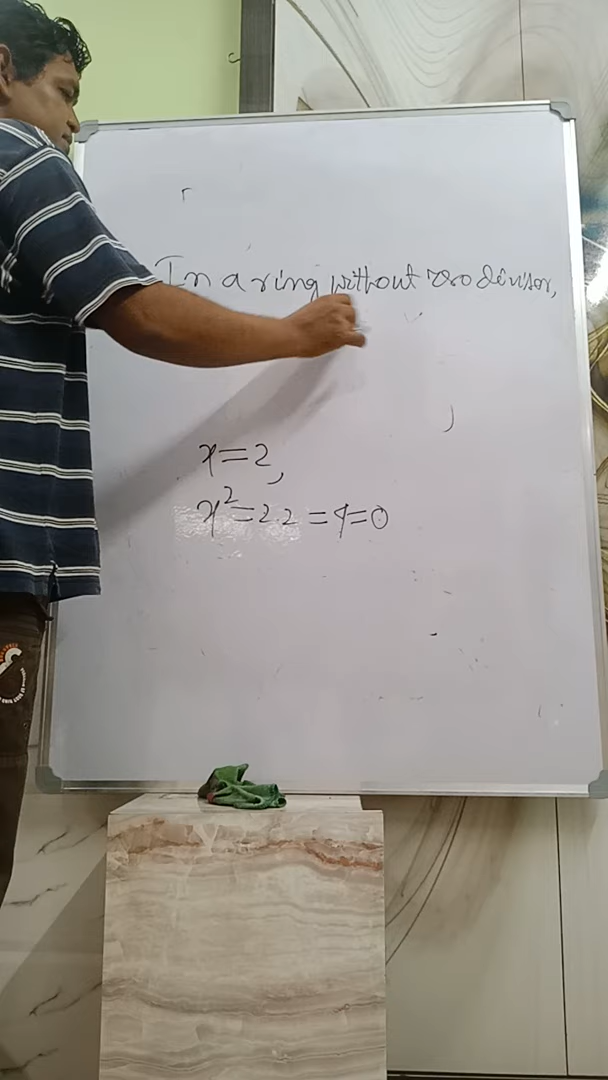 In a ring without zero divisor,
x=2,
x²=2.2=4=0